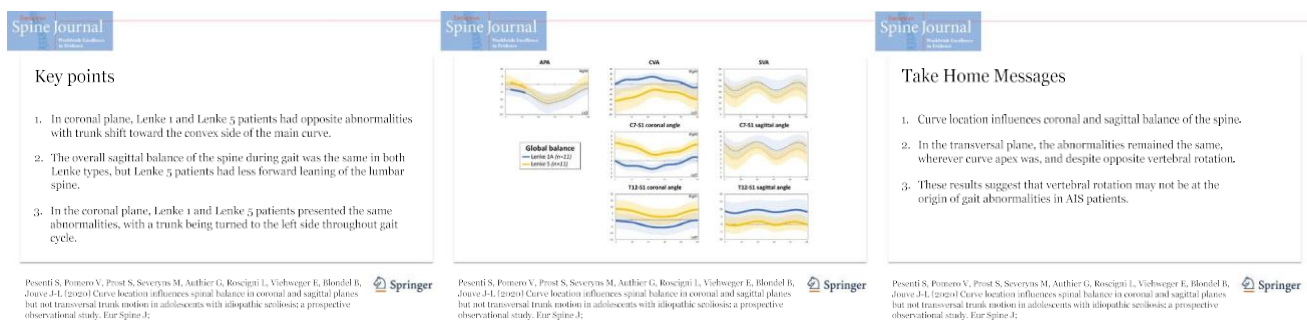 European
Spine Journal
Worldwide Excellence
in Evidence
Key points
1. In coronal plane, Lenke 1 and Lenke 5 patients had opposite abnormalities
with trunk shift toward the convex side of the main curve.
2. The overall sagittal balance of the spine during gait was the same in both
Lenke types, but Lenke 5 patients had less forward leaning of the lumbar
spine.
3. In the coronal plane, Lenke 1 and Lenke 5 patients presented the same
abnormalities, with a trunk being turned to the left side throughout gait
cycle.
Pesenti S, Pomero V, Prost S, Severyns M, Authier G, Roscigni L, Viehweger E, Blondel B,
Jouve J-L (2020) Curve location influences spinal balance in coronal and sagittal planes
but not transversal trunk motion in adolescents with idiopathic scoliosis: a prospective
observational study. Eur Spine J;
Springer
Spine Journal
Worldwide Excellence
in Evidence
APA
CVA
SVA
C7-S1 coronal angle
C7-S1 sagittal angle
Global balance
Lenke 1A (n=22)
Lenke 5 (n=13)
T12-S1 coronal angle
T12-S1 sagittal angle
Pesenti S, Pomero V, Prost S, Severyns M, Authier G, Roscigni L, Viehweger E, Blondel B,
Jouve J-L (2020) Curve location influences spinal balance in coronal and sagittal planes
but not transversal trunk motion in adolescents with idiopathic scoliosis: a prospective
observational study. Eur Spine J;
Springer
Spine Journal
Worldwide Excellence
in Evidence
Take Home Messages
1. Curve location influences coronal and sagittal balance of the spine.
2. In the transversal plane, the abnormalities remained the same,
wherever curve apex was, and despite opposite vertebral rotation.
3. These results suggest that vertebral rotation may not be at the
origin of gait abnormalities in AIS patients.
Pesenti S, Pomero V, Prost S, Severyns M, Authier G, Roscigni L, Viehweger E, Blondel B,
Jouve J-L (2020) Curve location influences spinal balance in coronal and sagittal planes
but not transversal trunk motion in adolescents with idiopathic scoliosis: a prospective
observational study. Eur Spine J;
Springer